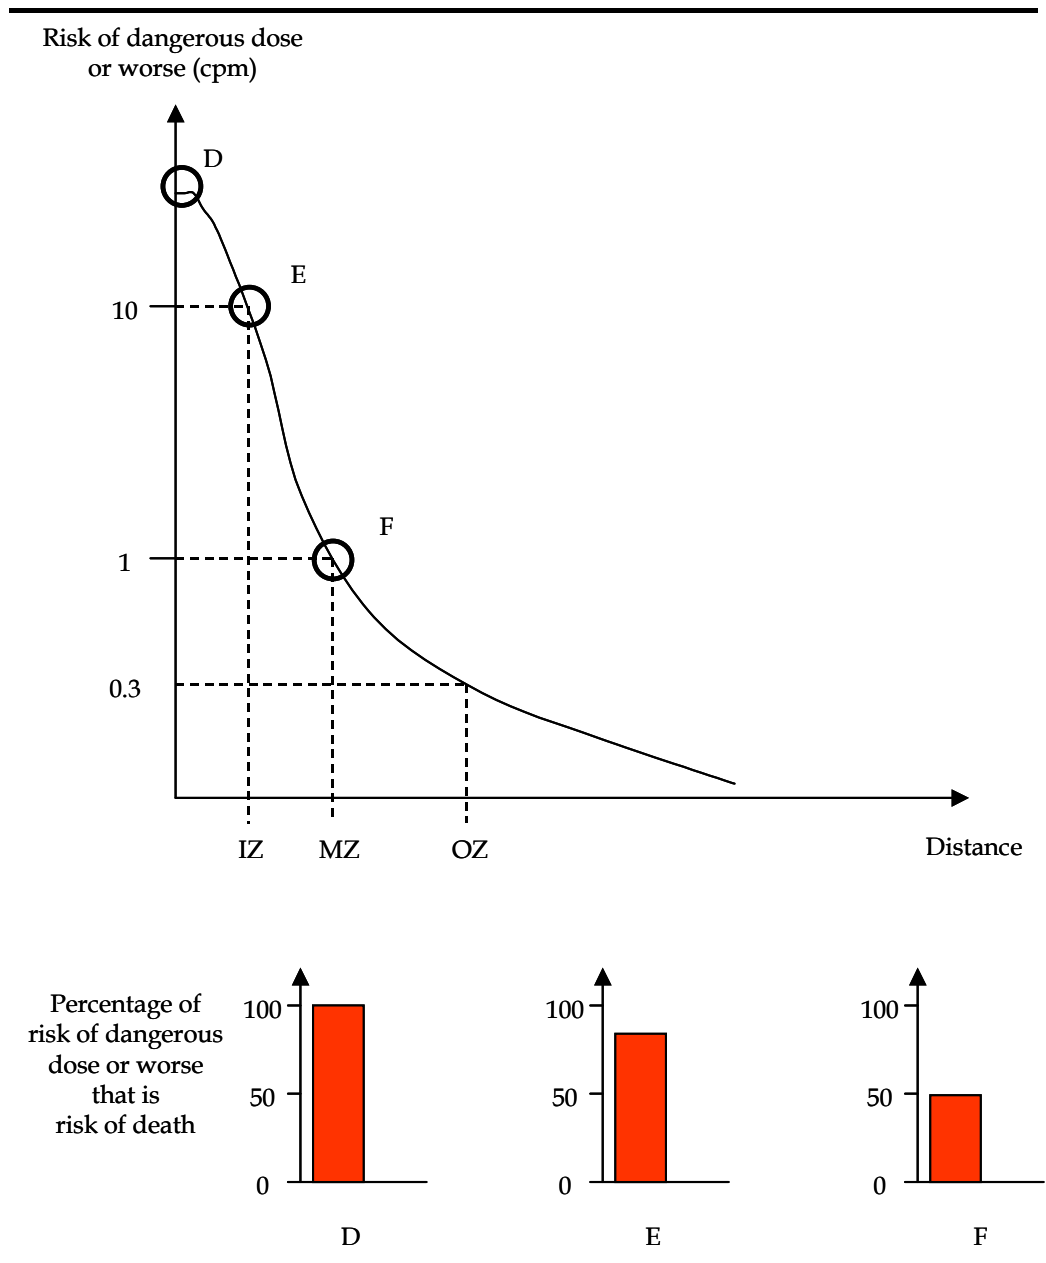 Risk of dangerous dose
or worse (cpm)
D
E
10
F
1
0.3
IZ MZ OZ
Distance
Percentage of
risk of dangerous
dose or worse
that is
risk of death
100
50
0
D
100
50
0
E
100
50
0
F